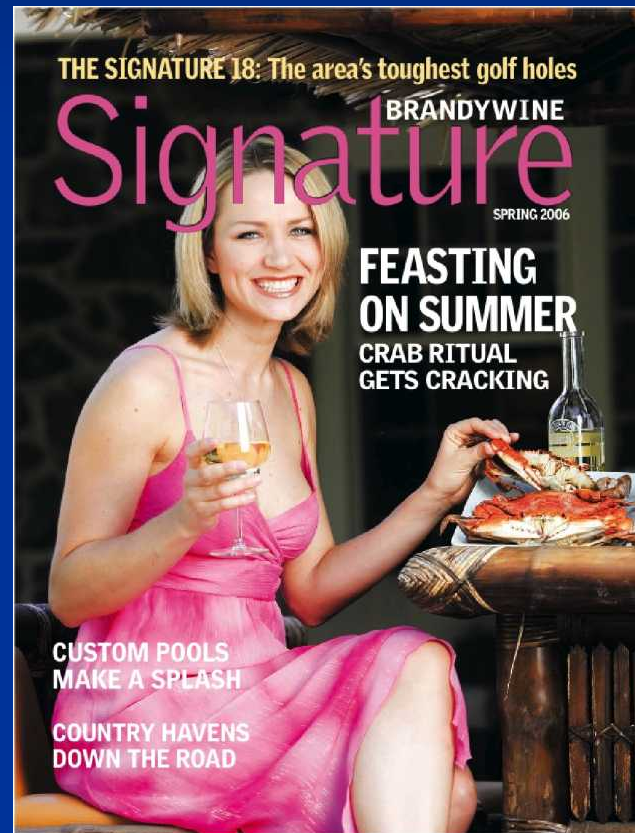 THE SIGNATURE 18: The area's toughest golf holes
BRANDYWINE
Signature
SPRING 2006
FEASTING
ON SUMMER
CRAB RITUAL
GETS CRACKING
CUSTOM POOLS
MAKE A SPLASH
COUNTRY HAVENS
DOWN THE ROAD